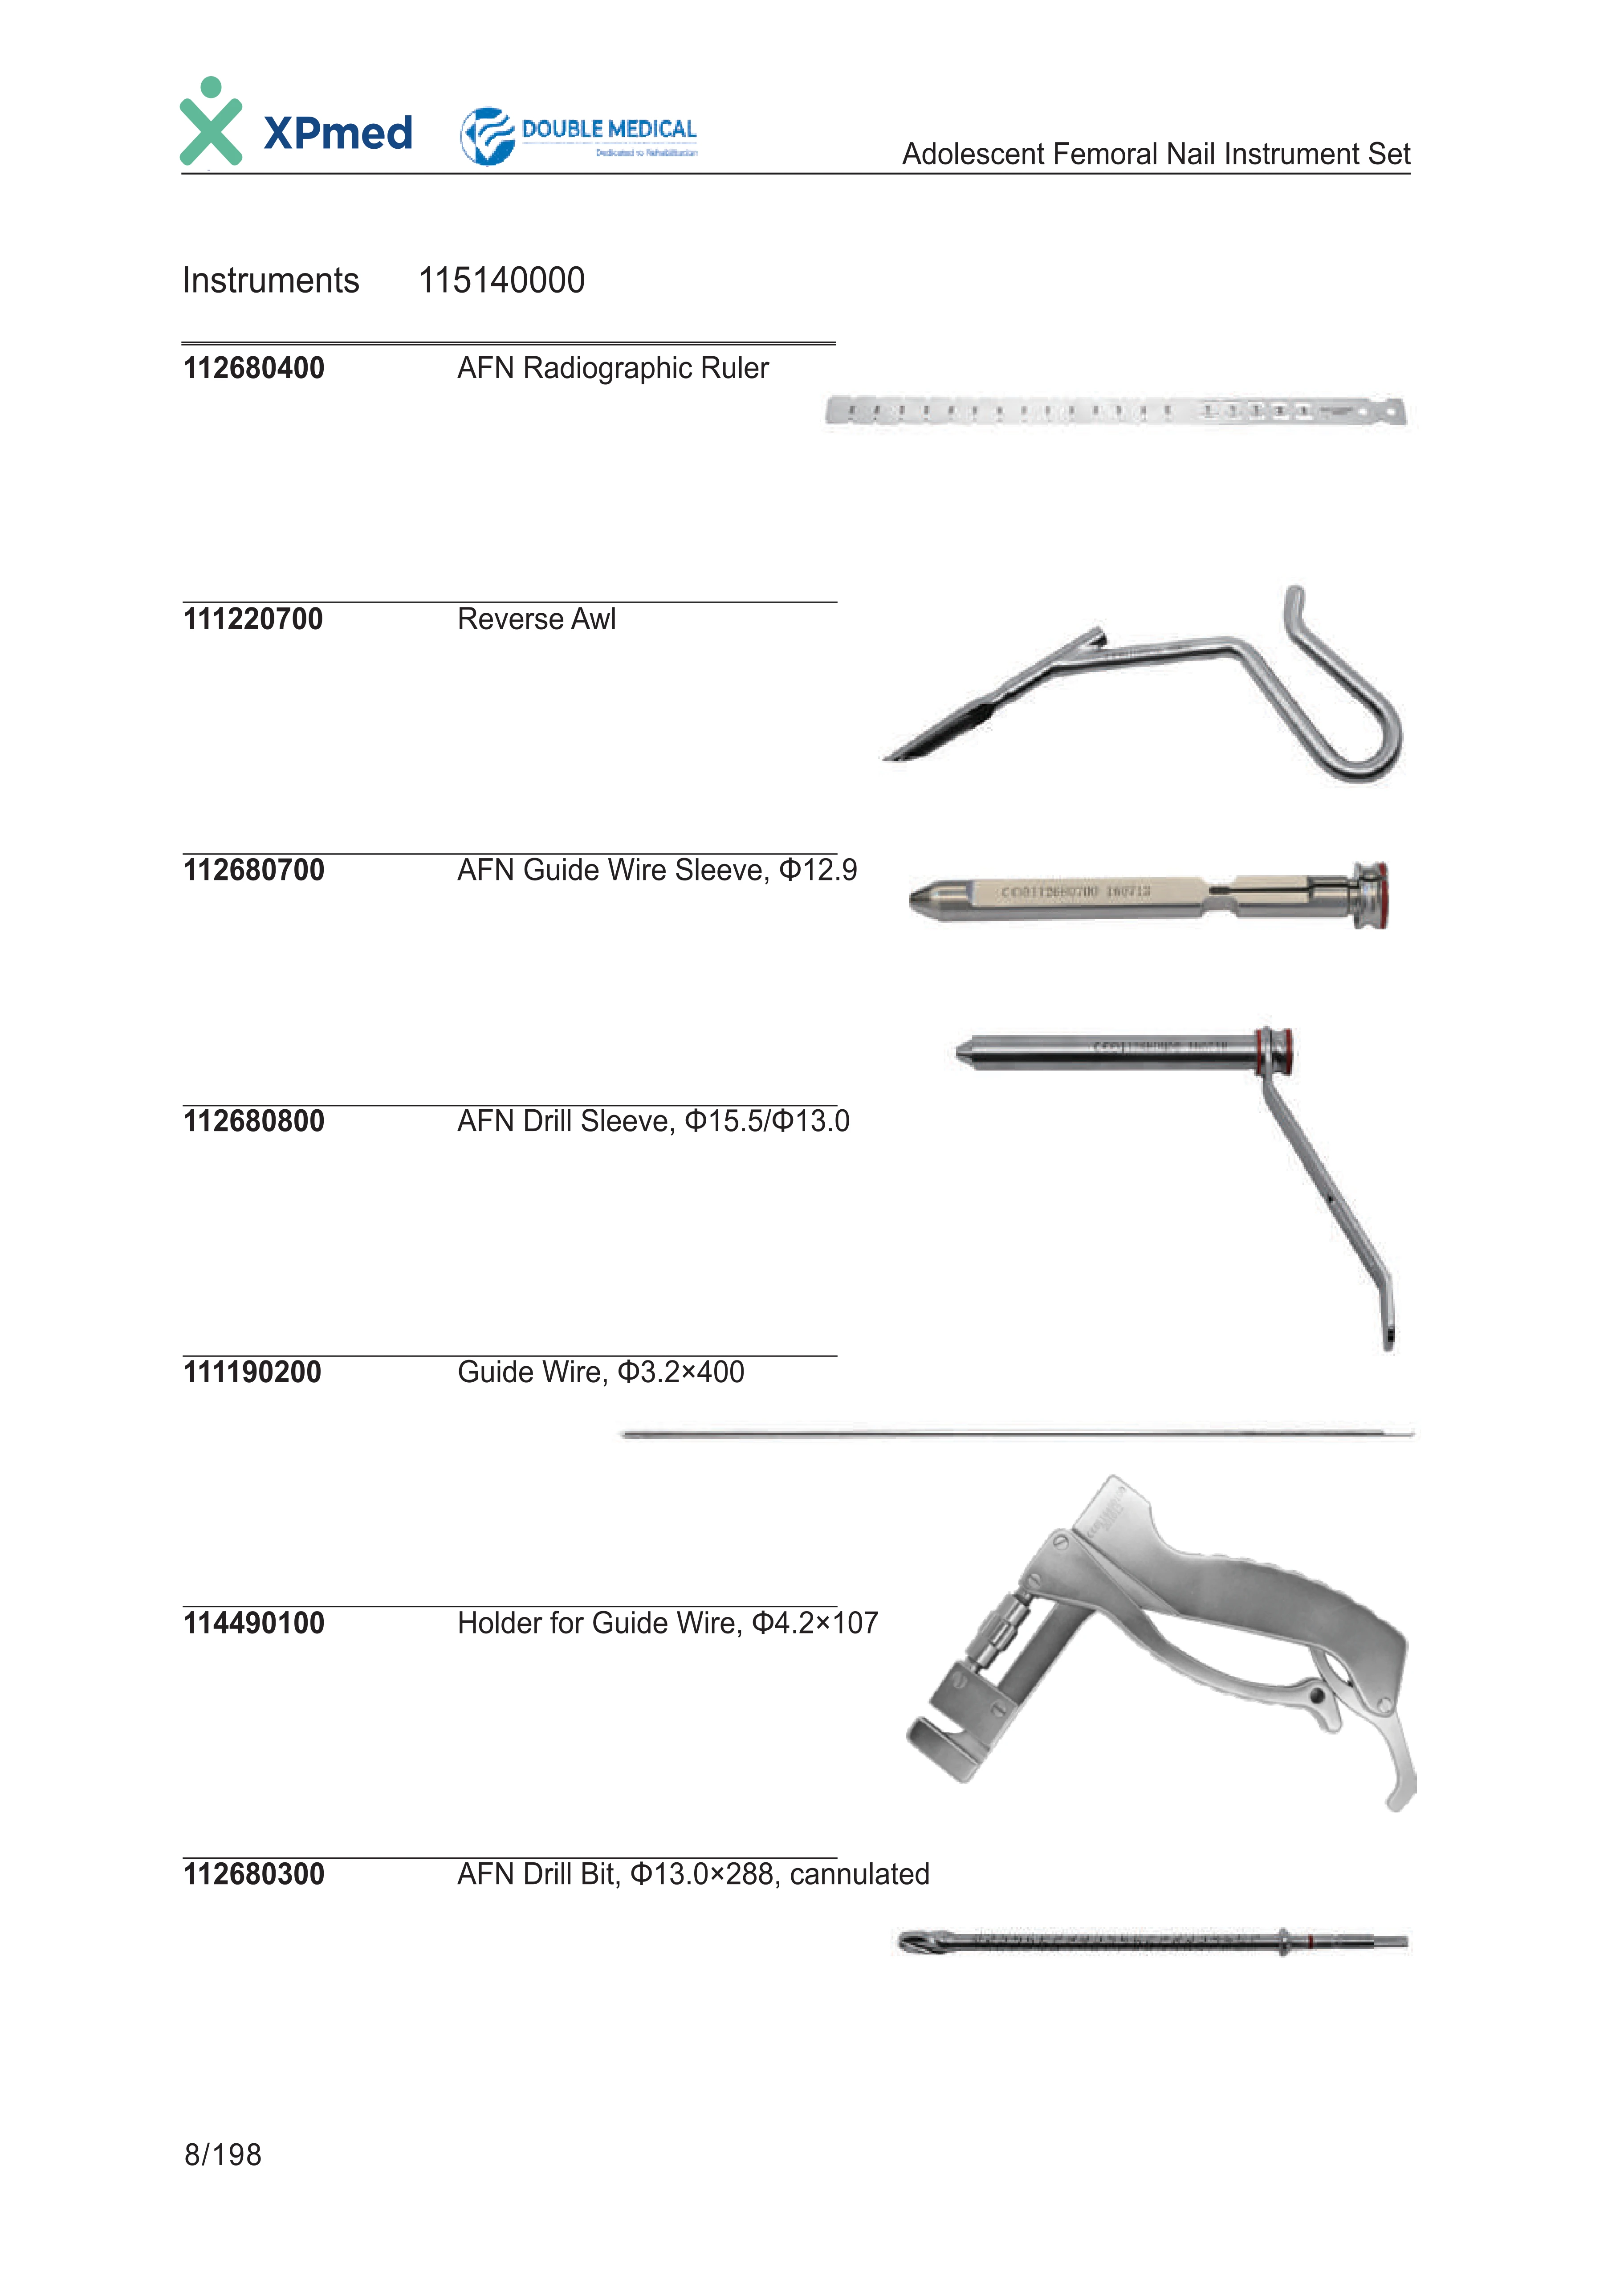 XPmed
DOUBLE MEDICAL
Dedicated to Rehabilitation
Adolescent Femoral Nail Instrument Set
Instruments 115140000
112680400 AFN Radiographic Ruler
111220700 Reverse Awl
112680700 AFN Guide Wire Sleeve, Φ12.9
112680700 160713
112680800 AFN Drill Sleeve, Φ15.5/Φ13.0
111190200 Guide Wire, Φ3.2×400
114490100 Holder for Guide Wire, Φ4.2×107
112680300 AFN Drill Bit, Φ13.0×288, cannulated
8/198